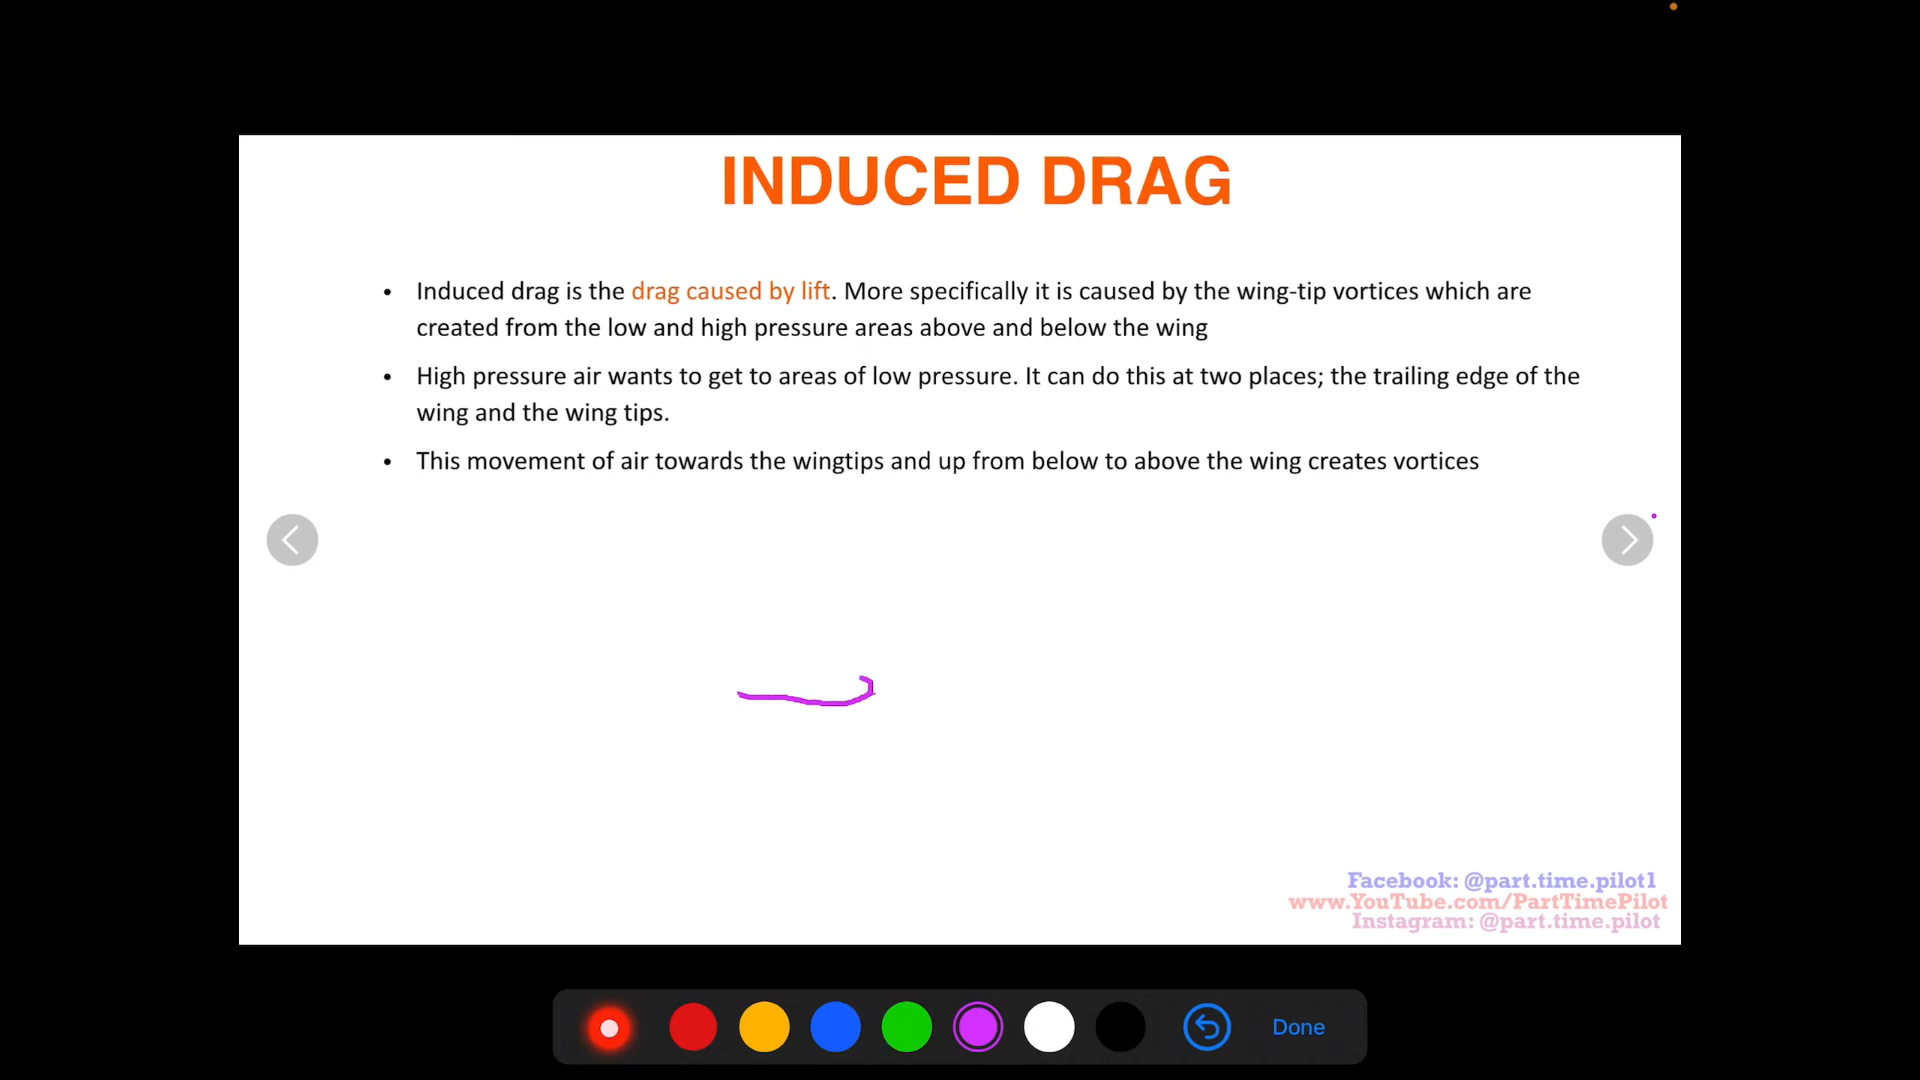 INDUCED DRAG
• Induced drag is the drag caused by lift. More specifically it is caused by the wing-tip vortices which are
created from the low and high pressure areas above and below the wing
• High pressure air wants to get to areas of low pressure. It can do this at two places; the trailing edge of the
wing and the wing tips.
• This movement of air towards the wingtips and up from below to above the wing creates vortices
Facebook: @part.time.pilot1
www.YouTube.com/PartTimePilot
Instagram: @part.time.pilot
Done